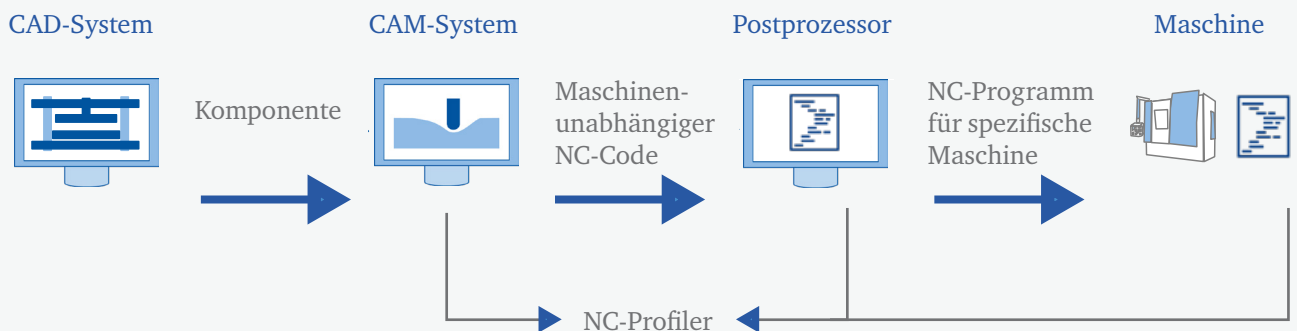 CAD-System
CAM-System
Postprozessor
Maschine
Komponente
Maschinen-
unabhängiger
NC-Code
NC-Programm
für spezifische
Maschine
NC-Profiler